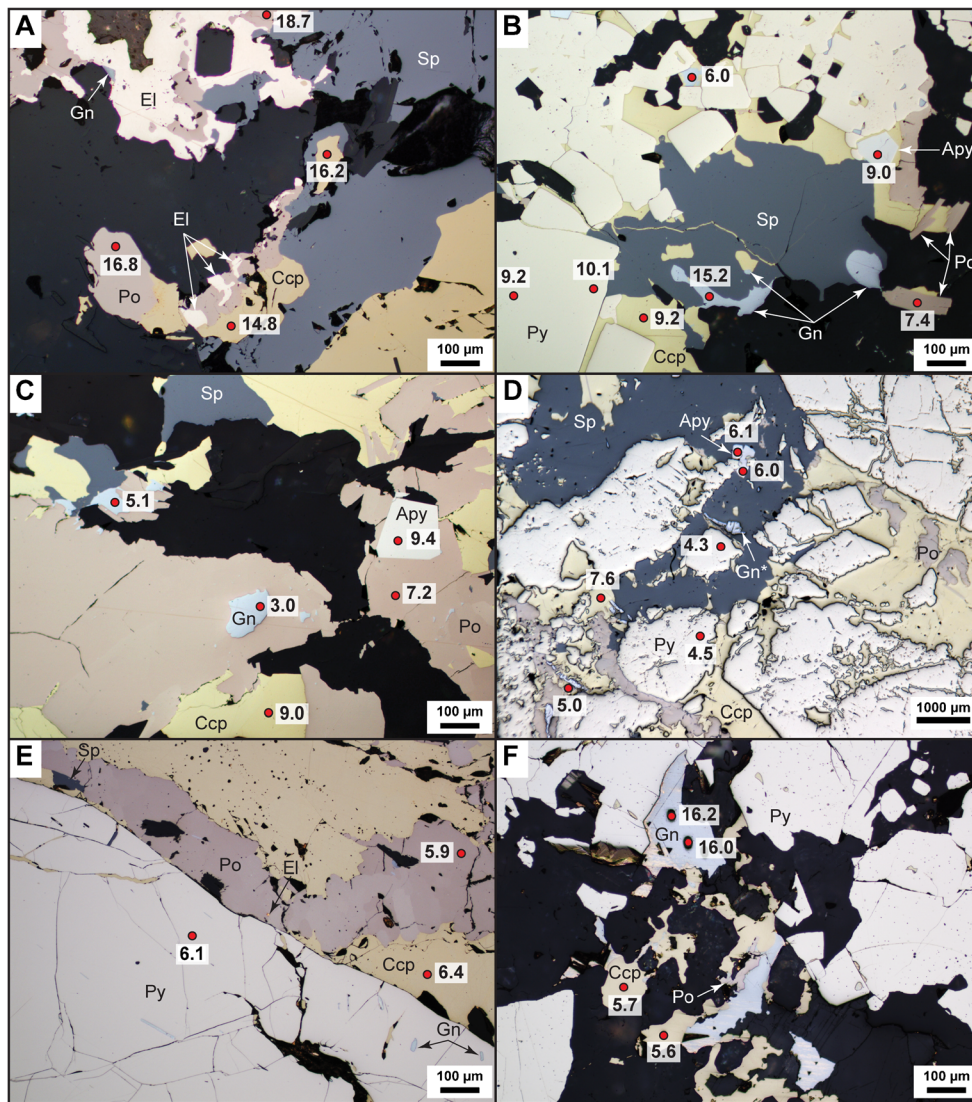 A
18.7
Sp
Gn
El
16.2
El
16.8
Po
Ccp
14.8
100 µm
B
6.0
Apy
9.0
Sp
Po
9.2
10.1
15.2
7.4
Py
9.2
Gn
Ccp
100 µm
C
Sp
5.1
Apy
9.4
3.0
Gn
7.2
Po
Ccp
9.0
100 µm
D
Sp
Apy
6.1
6.0
4.3
Gn*
Po
7.6
Py
4.5
5.0
Ccp
1000 µm
E
Sp
Po
El
5.9
6.1
Ccp
6.4
Py
Gn
100 µm
F
16.2
Gn
16.0
Py
Ccp
5.7
Po
5.6
100 µm